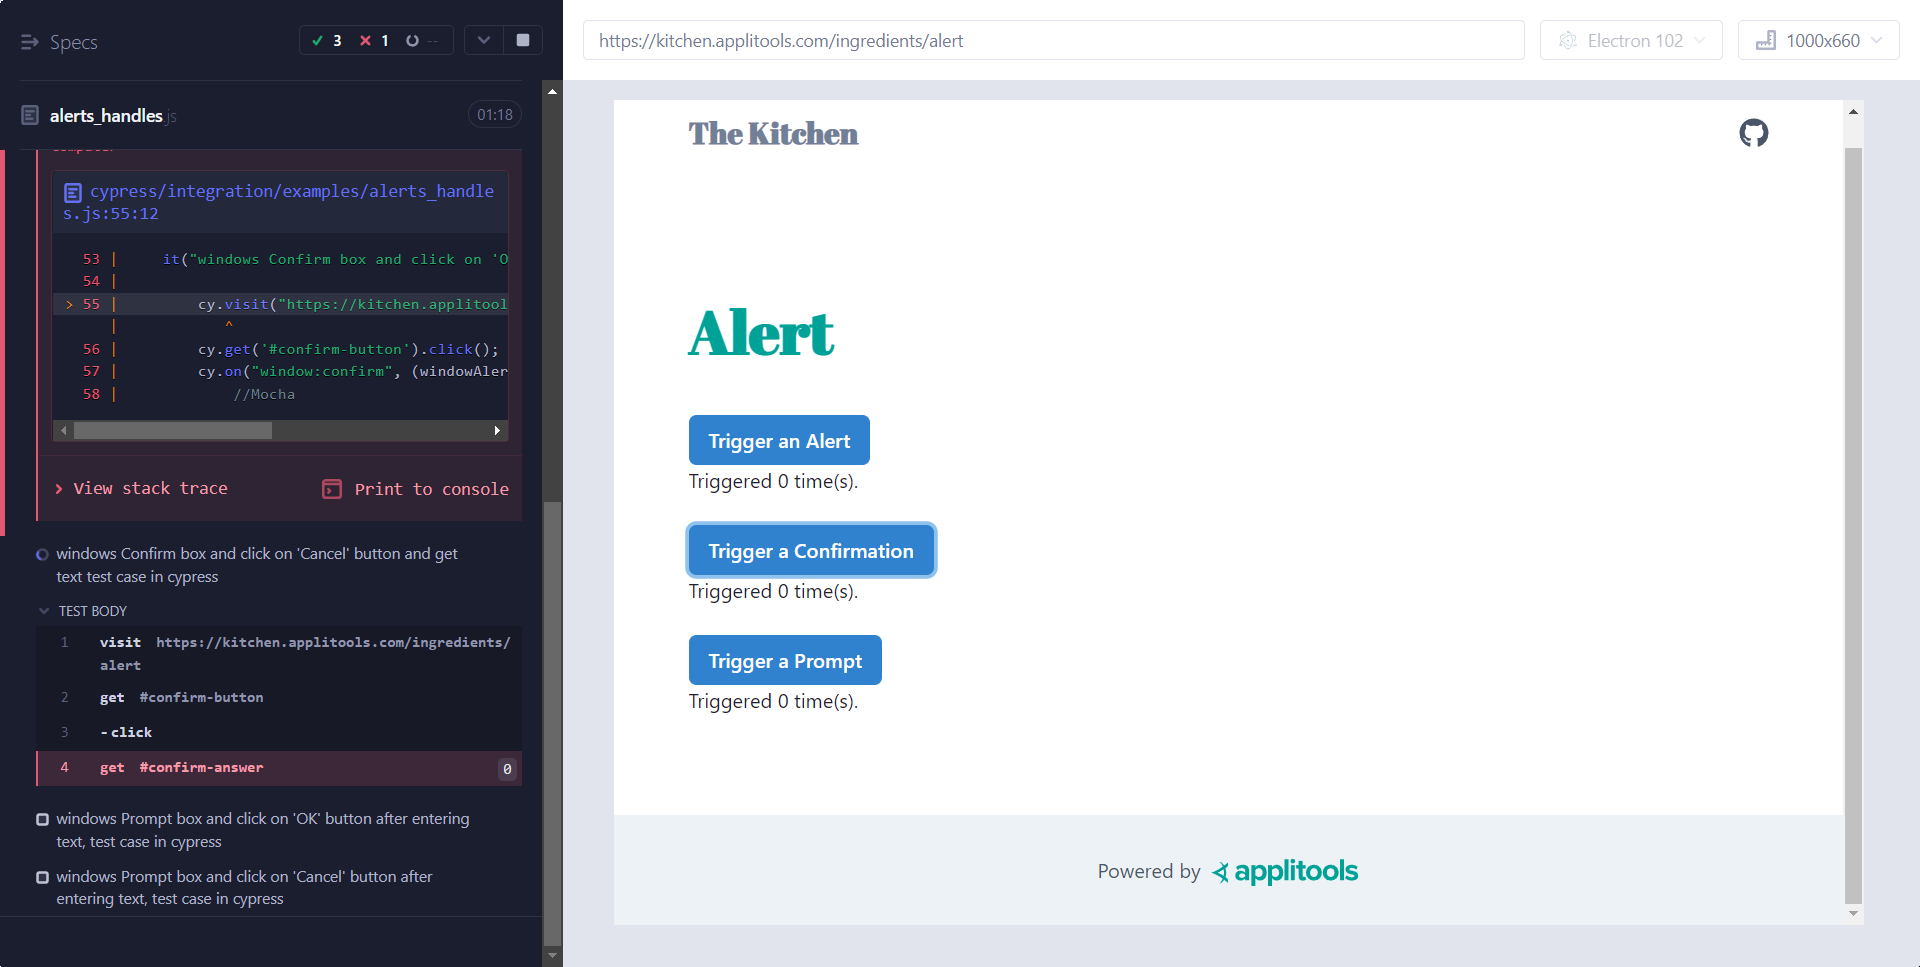 Specs
3 1 --
alerts_handles.js
01:18
computer
cypress/integration/examples/alerts_handle
s.js:55:12
53 | it("windows Confirm box and click on 'O
54 |
> 55 | cy.visit("https://kitchen.applitool
| ^
56 | cy.get('#confirm-button').click();
57 | cy.on("window:confirm", (windowAler
58 | //Mocha
View stack trace
Print to console
windows Confirm box and click on 'Cancel' button and get
text test case in cypress
TEST BODY
1 visit https://kitchen.applitools.com/ingredients/
alert
2 get #confirm-button
3 -click
4 get #confirm-answer 0
windows Prompt box and click on 'OK' button after entering
text, test case in cypress
windows Prompt box and click on 'Cancel' button after
entering text, test case in cypress
https://kitchen.applitools.com/ingredients/alert
Electron 102
1000x660
The Kitchen
Alert
Trigger an Alert
Triggered 0 time(s).
Trigger a Confirmation
Triggered 0 time(s).
Trigger a Prompt
Triggered 0 time(s).
Powered by applitools